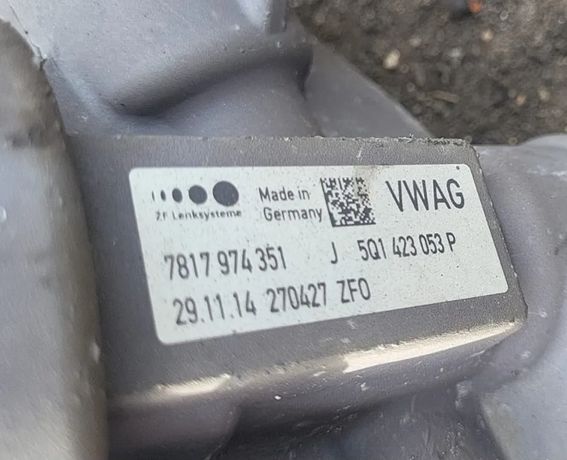 ZF Lenksysteme
Made in
Germany
VWAG
7817 974 351 J 5Q1 423 053 P
29.11.14 270427 ZFO